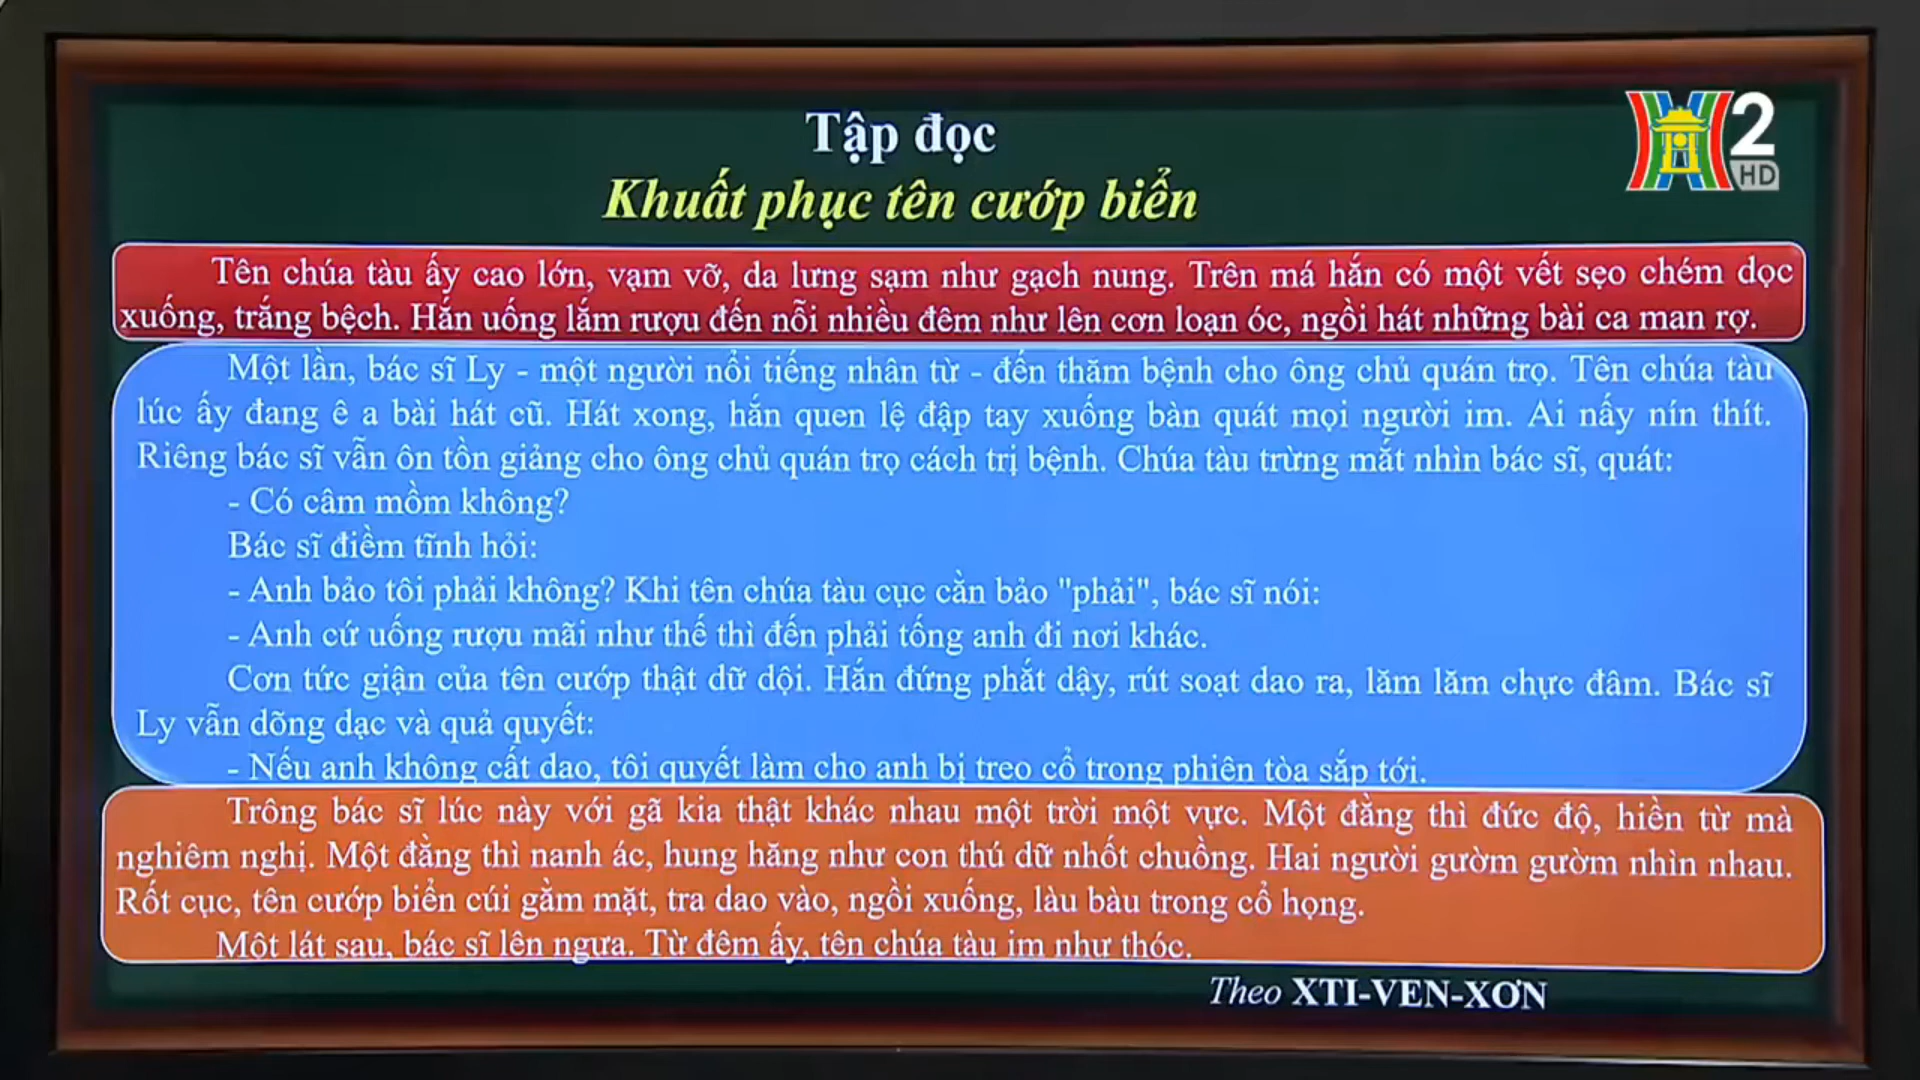 Tập đọc
2
HD
Khuất phục tên cướp biển
Tên chúa tàu ấy cao lớn, vạm vỡ, da lưng sạm như gạch nung. Trên má hắn có một vết sẹo chém dọc
xuống, trắng bệch. Hắn uống lắm rượu đến nỗi nhiều đêm như lên cơn loạn óc, ngồi hát những bài ca man rợ.
Một lần, bác sĩ Ly - một người nổi tiếng nhân từ - đến thăm bệnh cho ông chủ quán trọ. Tên chúa tàu
lúc ấy đang ê a bài hát cũ. Hát xong, hắn quen lệ đập tay xuống bàn quát mọi người im. Ai nấy nín thít.
Riêng bác sĩ vẫn ôn tồn giảng cho ông chủ quán trọ cách trị bệnh. Chúa tàu trừng mắt nhìn bác sĩ, quát:
- Có câm mồm không?
Bác sĩ điềm tĩnh hỏi:
- Anh bảo tôi phải không? Khi tên chúa tàu cục cằn bảo "phải", bác sĩ nói:
- Anh cứ uống rượu mãi như thế thì đến phải tống anh đi nơi khác.
Cơn tức giận của tên cướp thật dữ dội. Hắn đứng phắt dậy, rút soạt dao ra, lăm lăm chực đâm. Bác sĩ
Ly vẫn dõng dạc và quả quyết:
- Nếu anh không cất dao, tôi quyết làm cho anh bị treo cổ trong phiên tòa sắp tới.
Trông bác sĩ lúc này với gã kia thật khác nhau một trời một vực. Một đằng thì đức độ, hiền từ mà
nghiêm nghị. Một đằng thì nanh ác, hung hăng như con thú dữ nhốt chuồng. Hai người gườm gườm nhìn nhau.
Rốt cục, tên cướp biển cúi gằm mặt, tra dao vào, ngồi xuống, làu bàu trong cổ họng.
Một lát sau, bác sĩ lên ngựa. Từ đêm ấy, tên chúa tàu im như thóc.
Theo XTI-VEN-XƠN